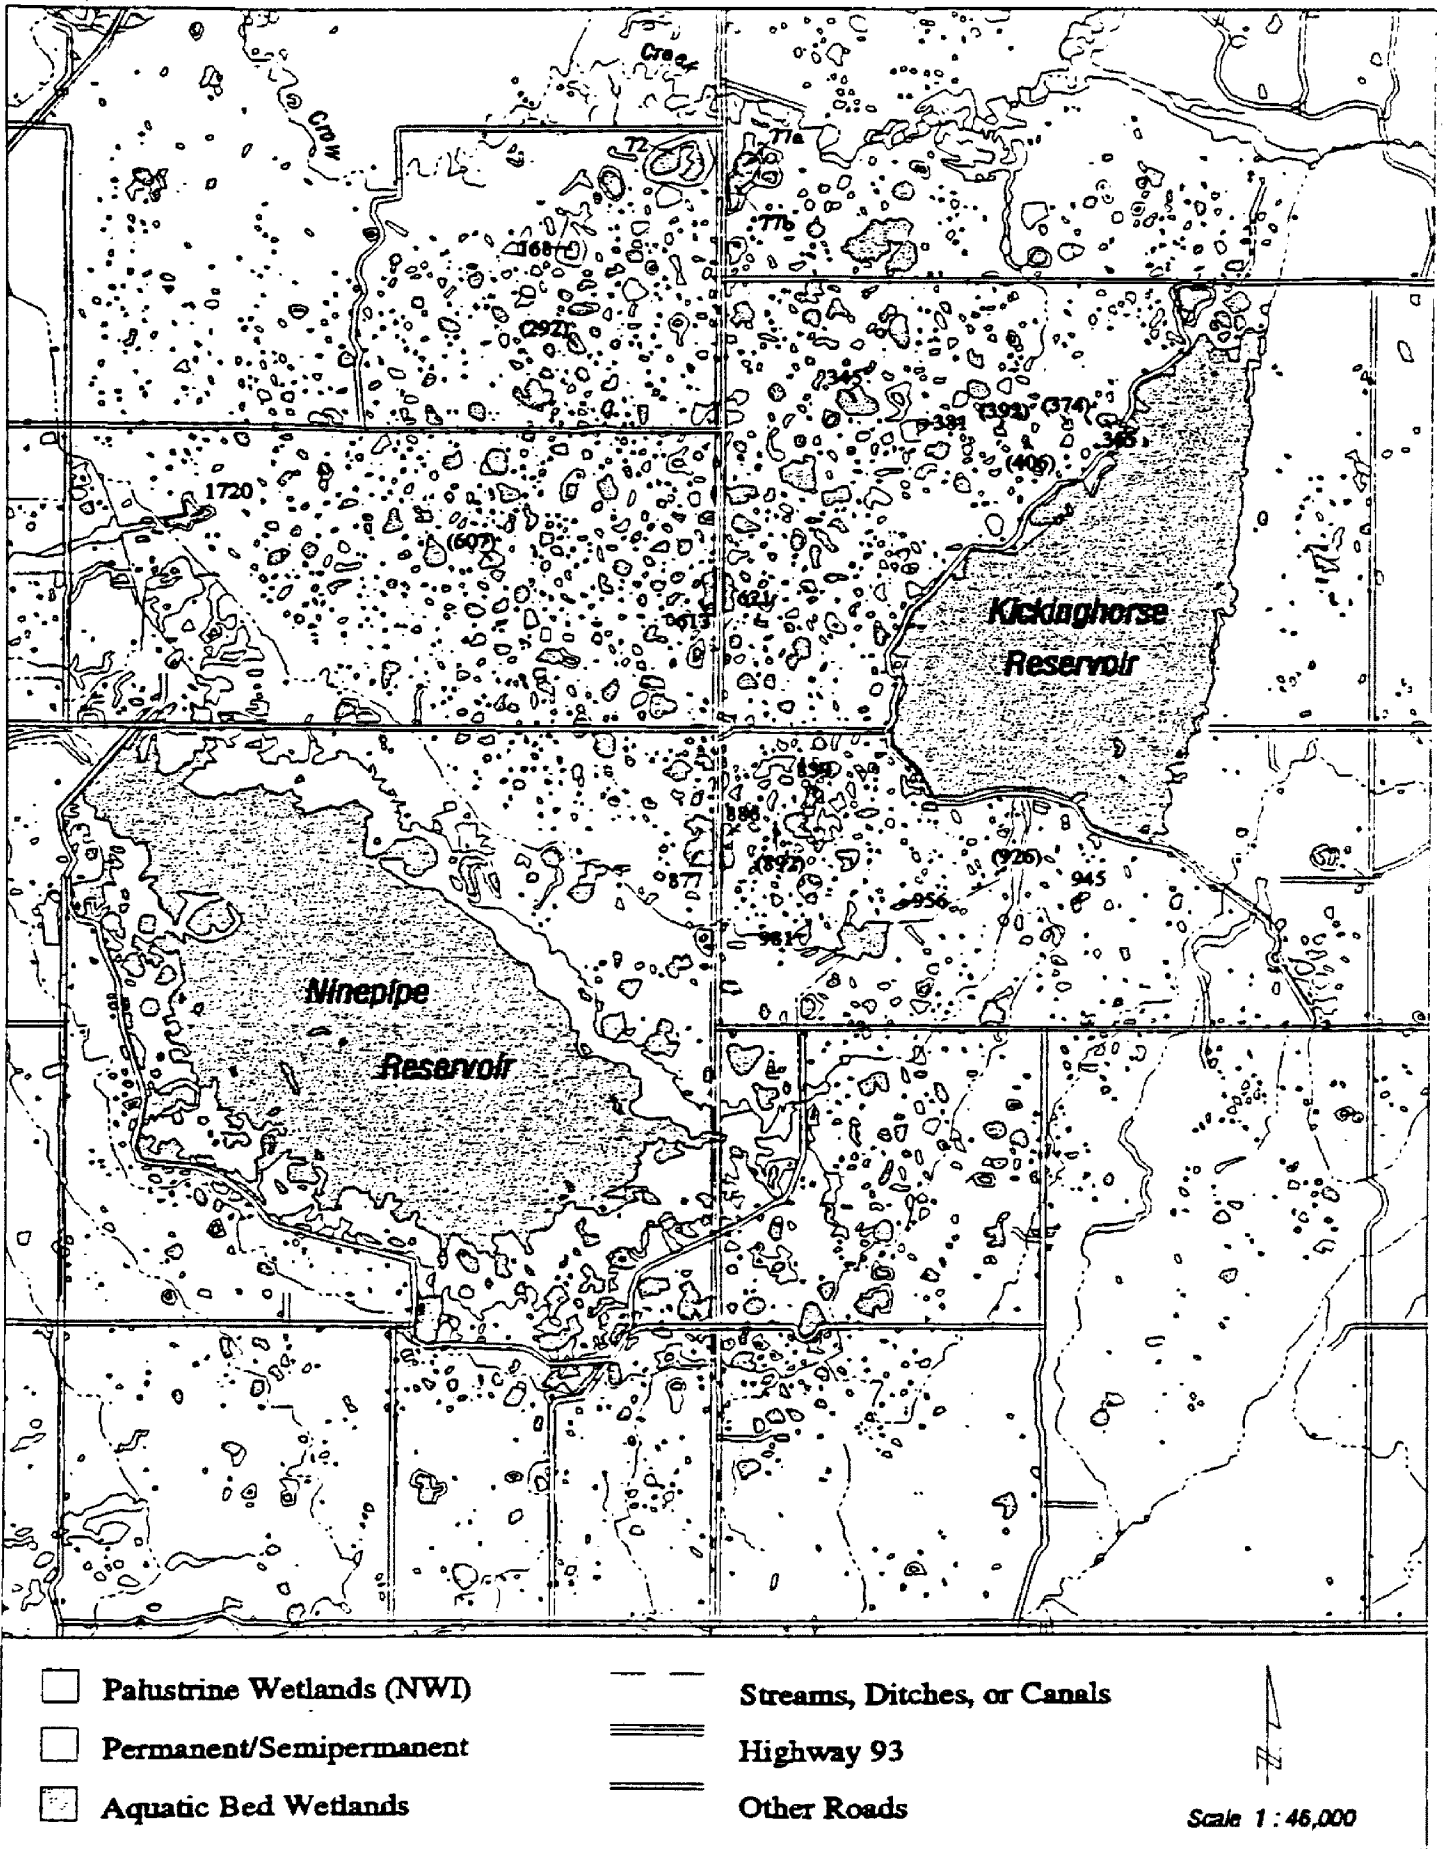 Creek
Crow
72
77a
77b
168
(292)
345
381
(392)
(374)
365
(406)
1720
(607)
621
613
Kickinghorse
Reservoir
886
(892)
877
(926)
945
956
981
Ninepipe
Reservoir
Palustrine Wetlands (NWI)
Permanent/Semipermanent
Aquatic Bed Wetlands
Streams, Ditches, or Canals
Highway 93
Other Roads
N
Scale 1 : 46,000